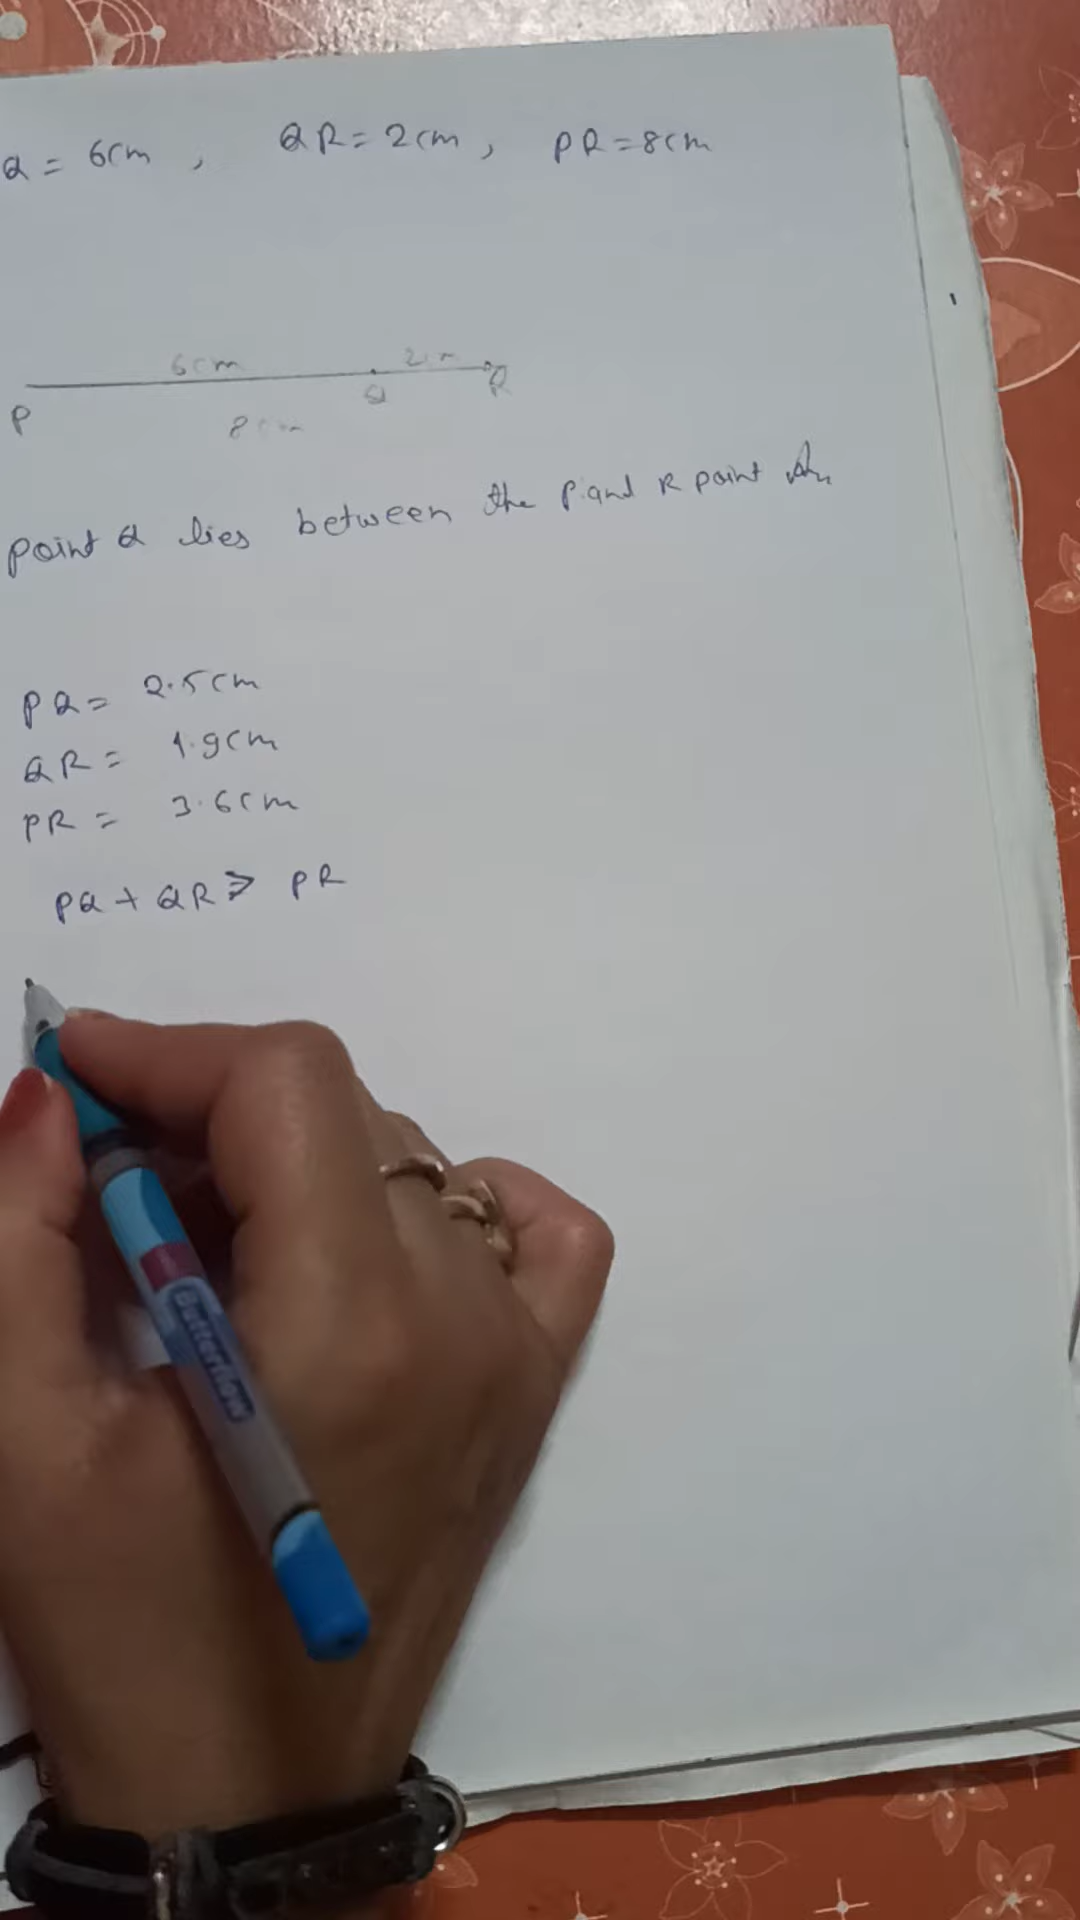 Q = 6cm , QR = 2cm , PR = 8cm
6cm 2cm
P Q R
8cm
point Q lies between the P and R point Ans
PQ = 2.5cm
QR = 1.9cm
PR = 3.6cm
PQ + QR ≥ PR
Butterflow